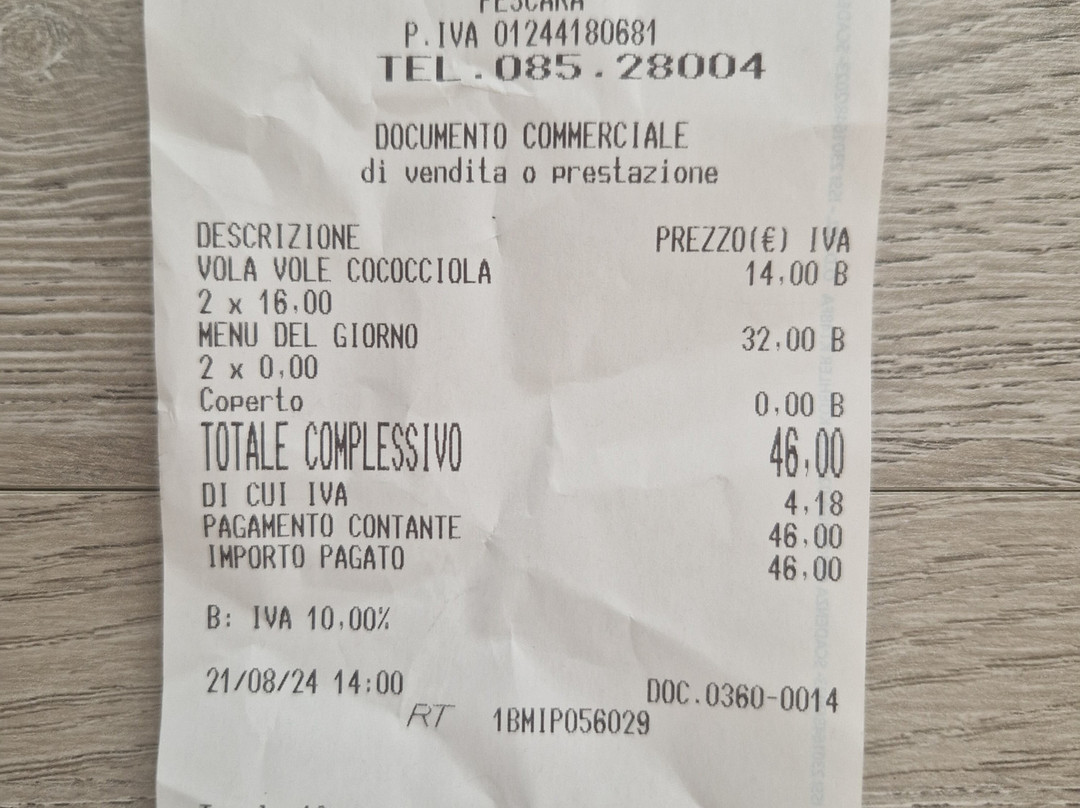 PESCARA
P.IVA 01244180681
TEL.085.28004
DOCUMENTO COMMERCIALE
di vendita o prestazione
DESCRIZIONE PREZZO(€) IVA
VOLA VOLE COCOCCIOLA 14,00 B
2 x 16,00
MENU DEL GIORNO 32,00 B
2 x 0,00
Coperto 0,00 B
TOTALE COMPLESSIVO 46,00
DI CUI IVA 4,18
PAGAMENTO CONTANTE 46,00
IMPORTO PAGATO 46,00
B: IVA 10,00%
21/08/24 14:00 DOC.0360-0014
RT 1BMIP056029